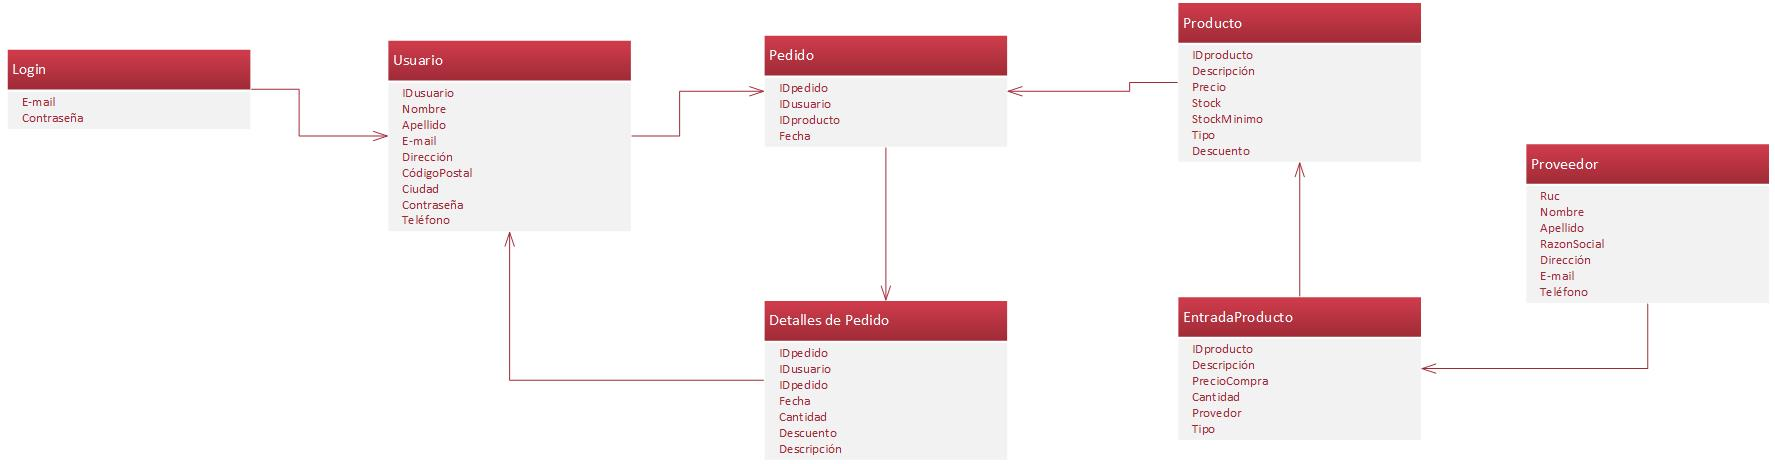 Login
E-mail
Contraseña
Usuario
IDusuario
Nombre
Apellido
E-mail
Dirección
CódigoPostal
Ciudad
Contraseña
Teléfono
Pedido
IDpedido
IDusuario
IDproducto
Fecha
Detalles de Pedido
IDpedido
IDusuario
IDpedido
Fecha
Cantidad
Descuento
Descripción
Producto
IDproducto
Descripción
Precio
Stock
StockMinimo
Tipo
Descuento
EntradaProducto
IDproducto
Descripción
PrecioCompra
Cantidad
Provedor
Tipo
Proveedor
Ruc
Nombre
Apellido
RazonSocial
Dirección
E-mail
Teléfono